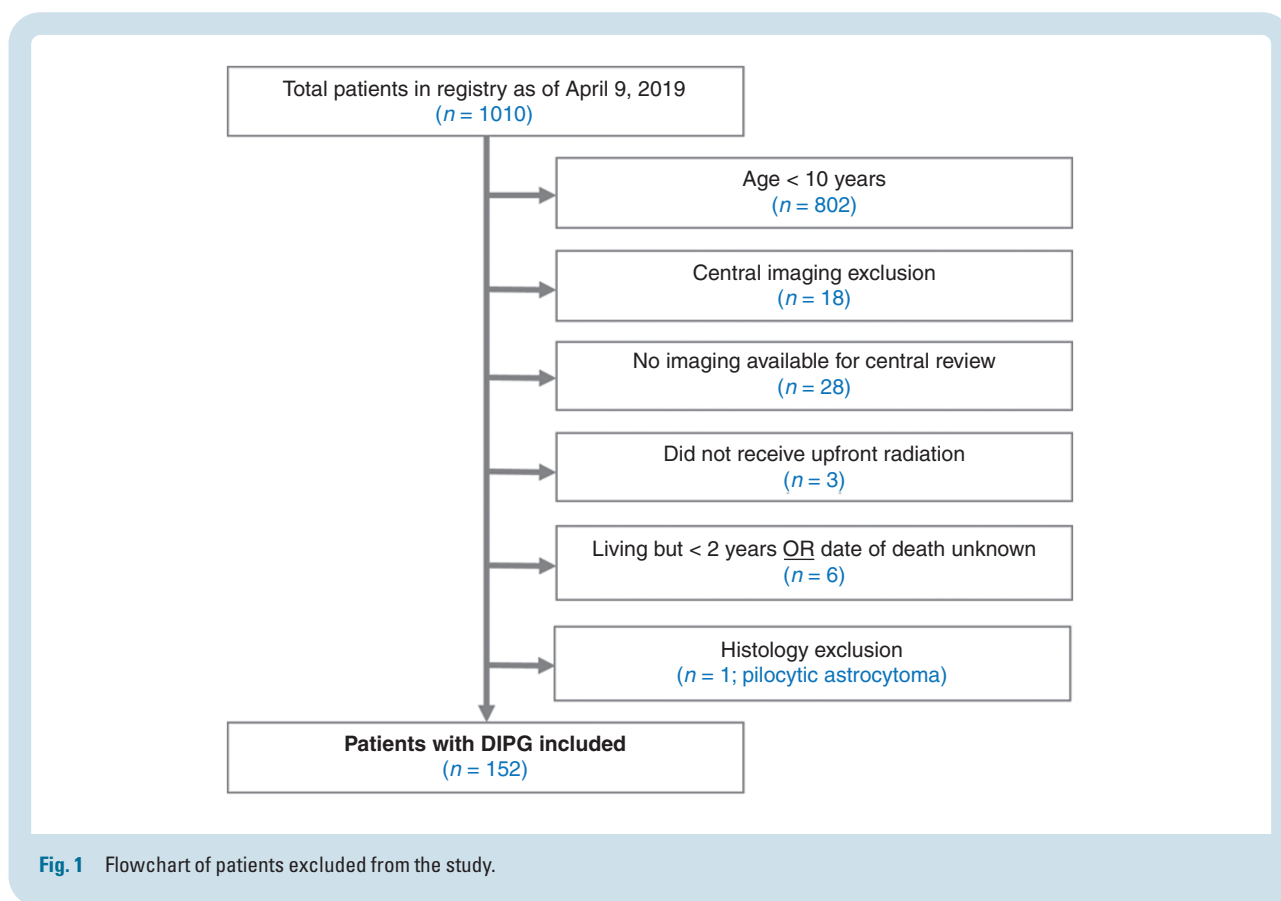 Total patients in registry as of April 9, 2019
(n = 1010)
Age < 10 years
(n = 802)
Central imaging exclusion
(n = 18)
No imaging available for central review
(n = 28)
Did not receive upfront radiation
(n = 3)
Living but < 2 years OR date of death unknown
(n = 6)
Histology exclusion
(n = 1; pilocytic astrocytoma)
Patients with DIPG included
(n = 152)
Fig. 1 Flowchart of patients excluded from the study.